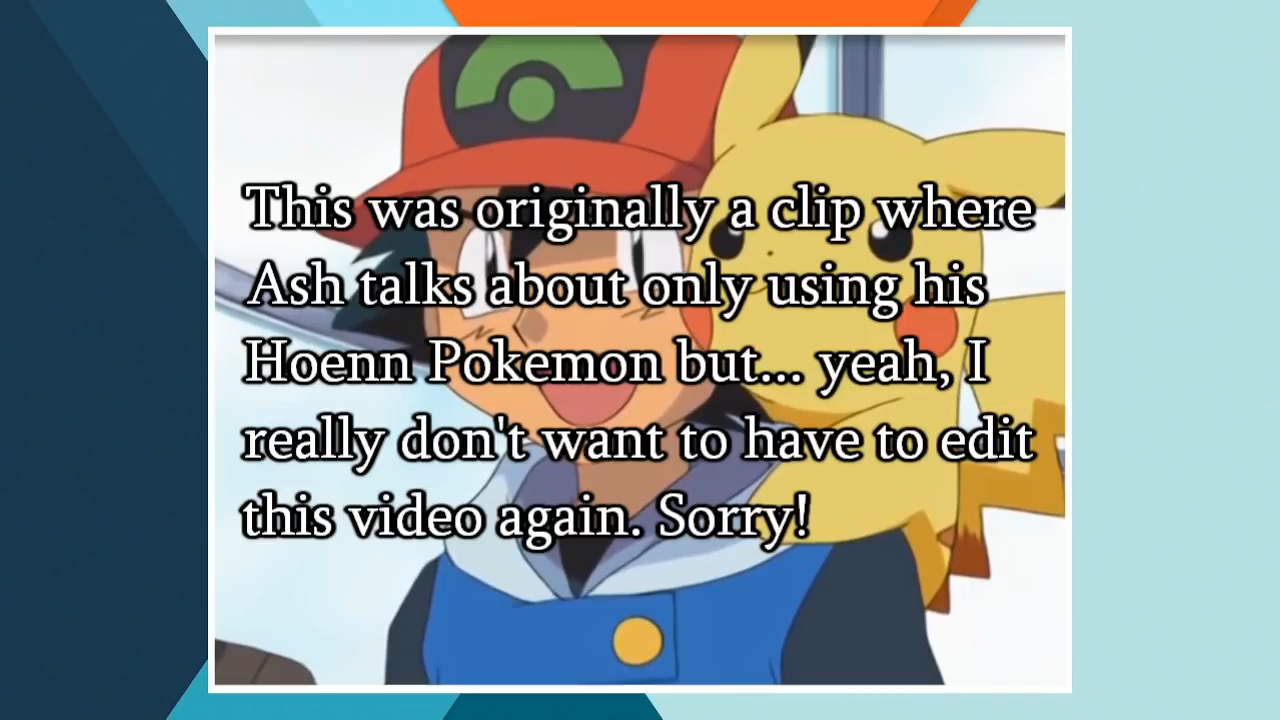 This was originally a clip where
Ash talks about only using his
Hoenn Pokemon but... yeah, I
really don't want to have to edit
this video again. Sorry!